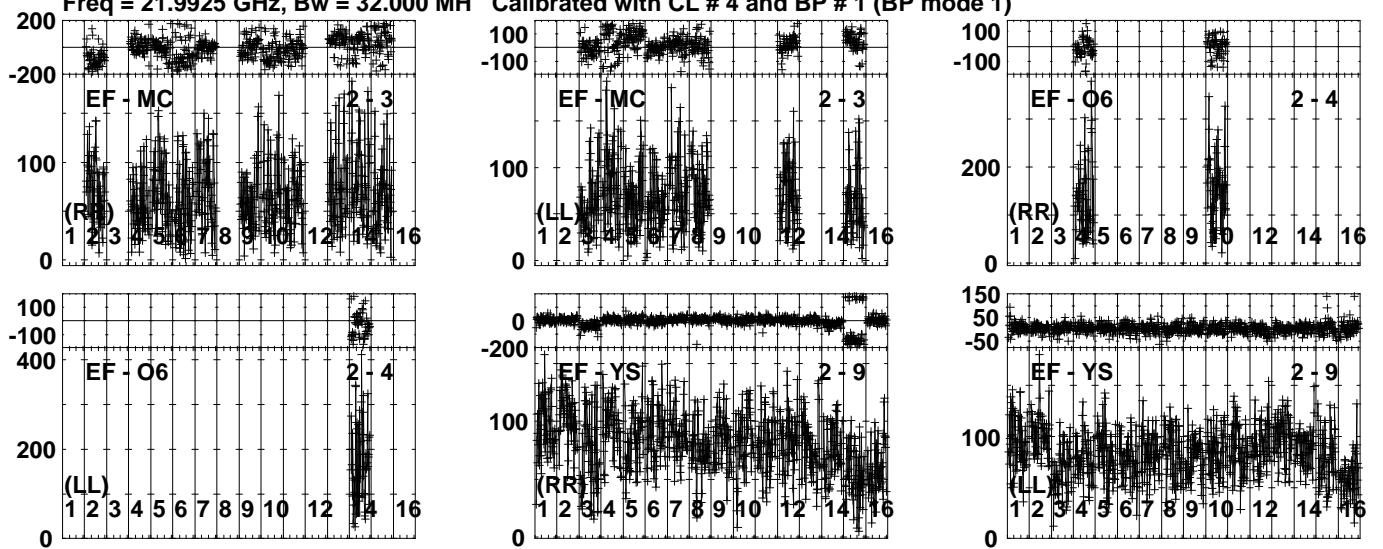 Freq = 21.9925 GHz, Bw = 32.000 MH Calibrated with CL # 4 and BP # 1 (BP mode 1)
200
-200
EF - MC 2 - 3
100
(RR)
1 2 3 4 5 6 7 8 9 10 12 14 16
0
100
-100
EF - MC 2 - 3
100
(LL)
1 2 3 4 5 6 7 8 9 10 12 14 16
0
100
-100
EF - O6 2 - 4
200
(RR)
1 2 3 4 5 6 7 8 9 10 12 14 16
0
100
-100
400
EF - O6 2 - 4
200
(LL)
1 2 3 4 5 6 7 8 9 10 12 14 16
0
0
-200
EF - YS 2 - 9
100
(RR)
1 2 3 4 5 6 7 8 9 10 12 14 16
0
150
50
-50
EF - YS 2 - 9
100
(LL)
1 2 3 4 5 6 7 8 9 10 12 14 16
0